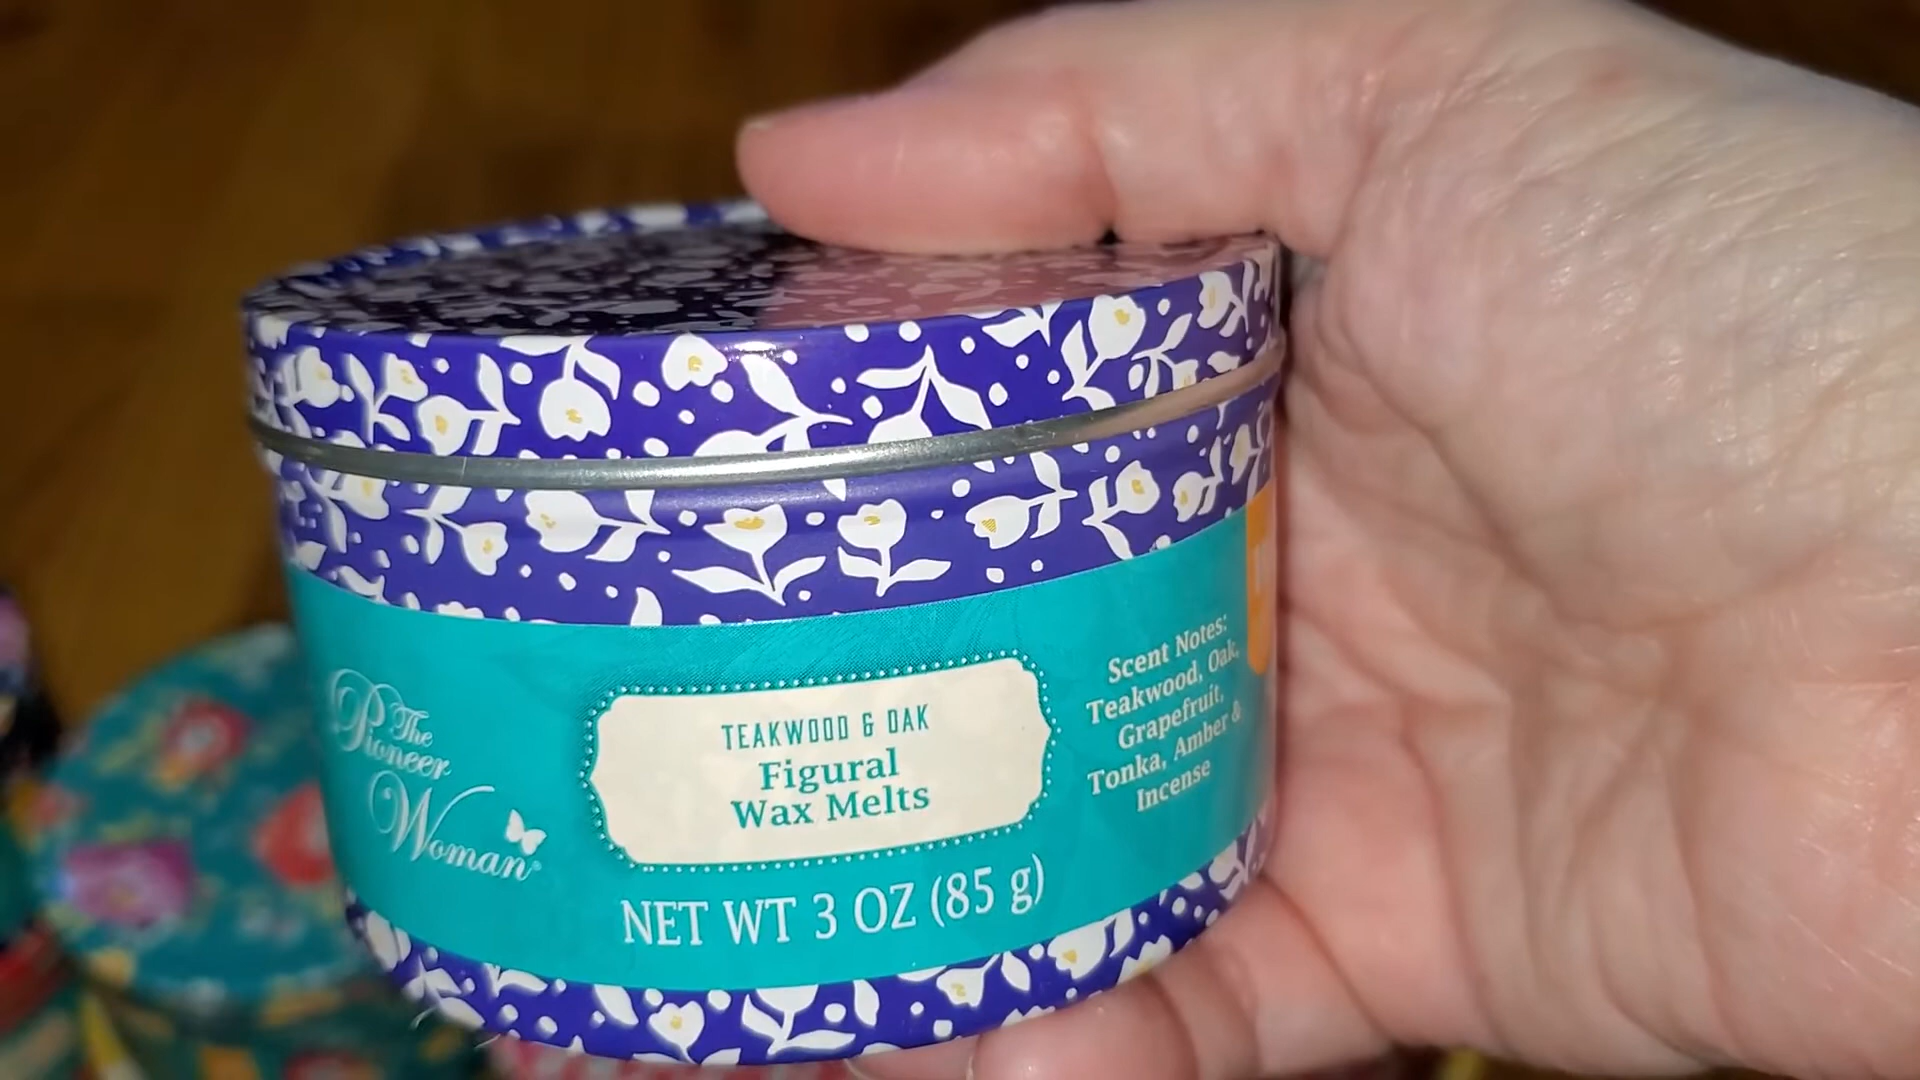 The
Pioneer
Woman®
TEAKWOOD & OAK
Figural
Wax Melts
NET WT 3 OZ (85 g)
Scent Notes:
Teakwood, Oak,
Grapefruit,
Tonka, Amber &
Incense